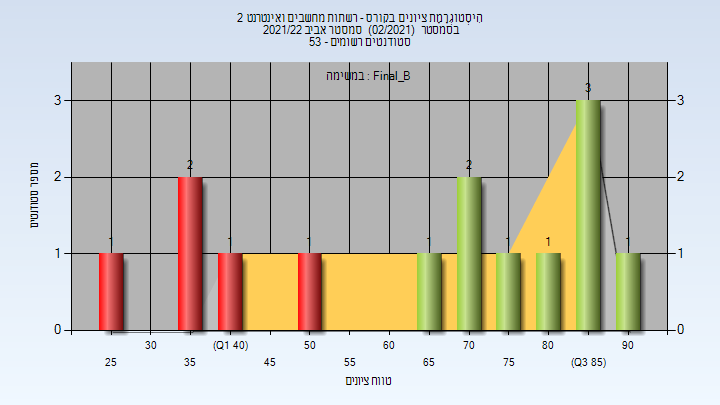 היסטוגרמת ציונים בקורס - רשתות מחשבים ואינטרנט 2
בסמסטר (02/2021) סמסטר אביב 2021/22
סטודנטים רשומים - 53
במשימה : Final_B
3
3 3
2 2
2 2
מספר סטודנטים
1 1 1 1 1 1 1
1 1
0 0
30 (Q1 40) 50 60 70 80 90
25 35 45 55 65 75 (Q3 85)
טווח ציונים